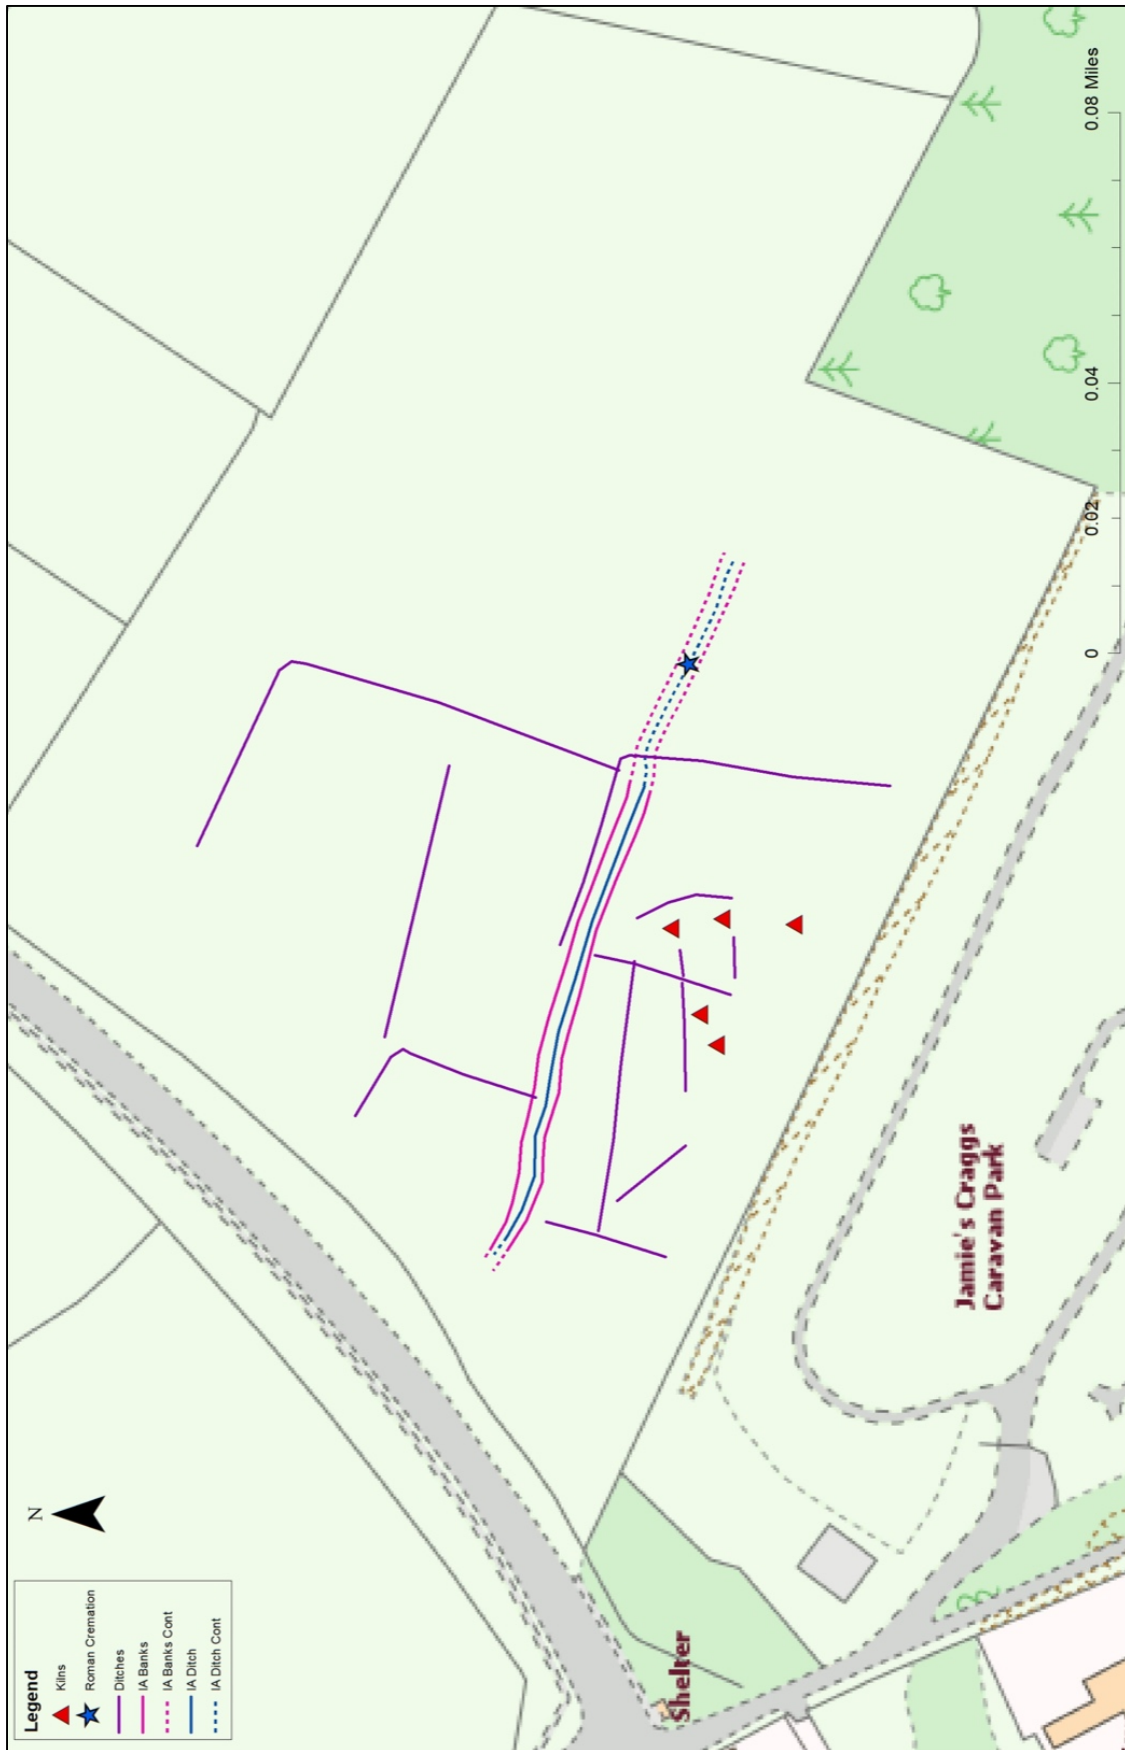 Legend
Kilns
Roman Cremation
Ditches
IA Banks
IA Banks Cont
IA Ditch
IA Ditch Cont
N
Shelter
Jamie's Craggs
Caravan Park
0
0.02
0.04
0.08 Miles